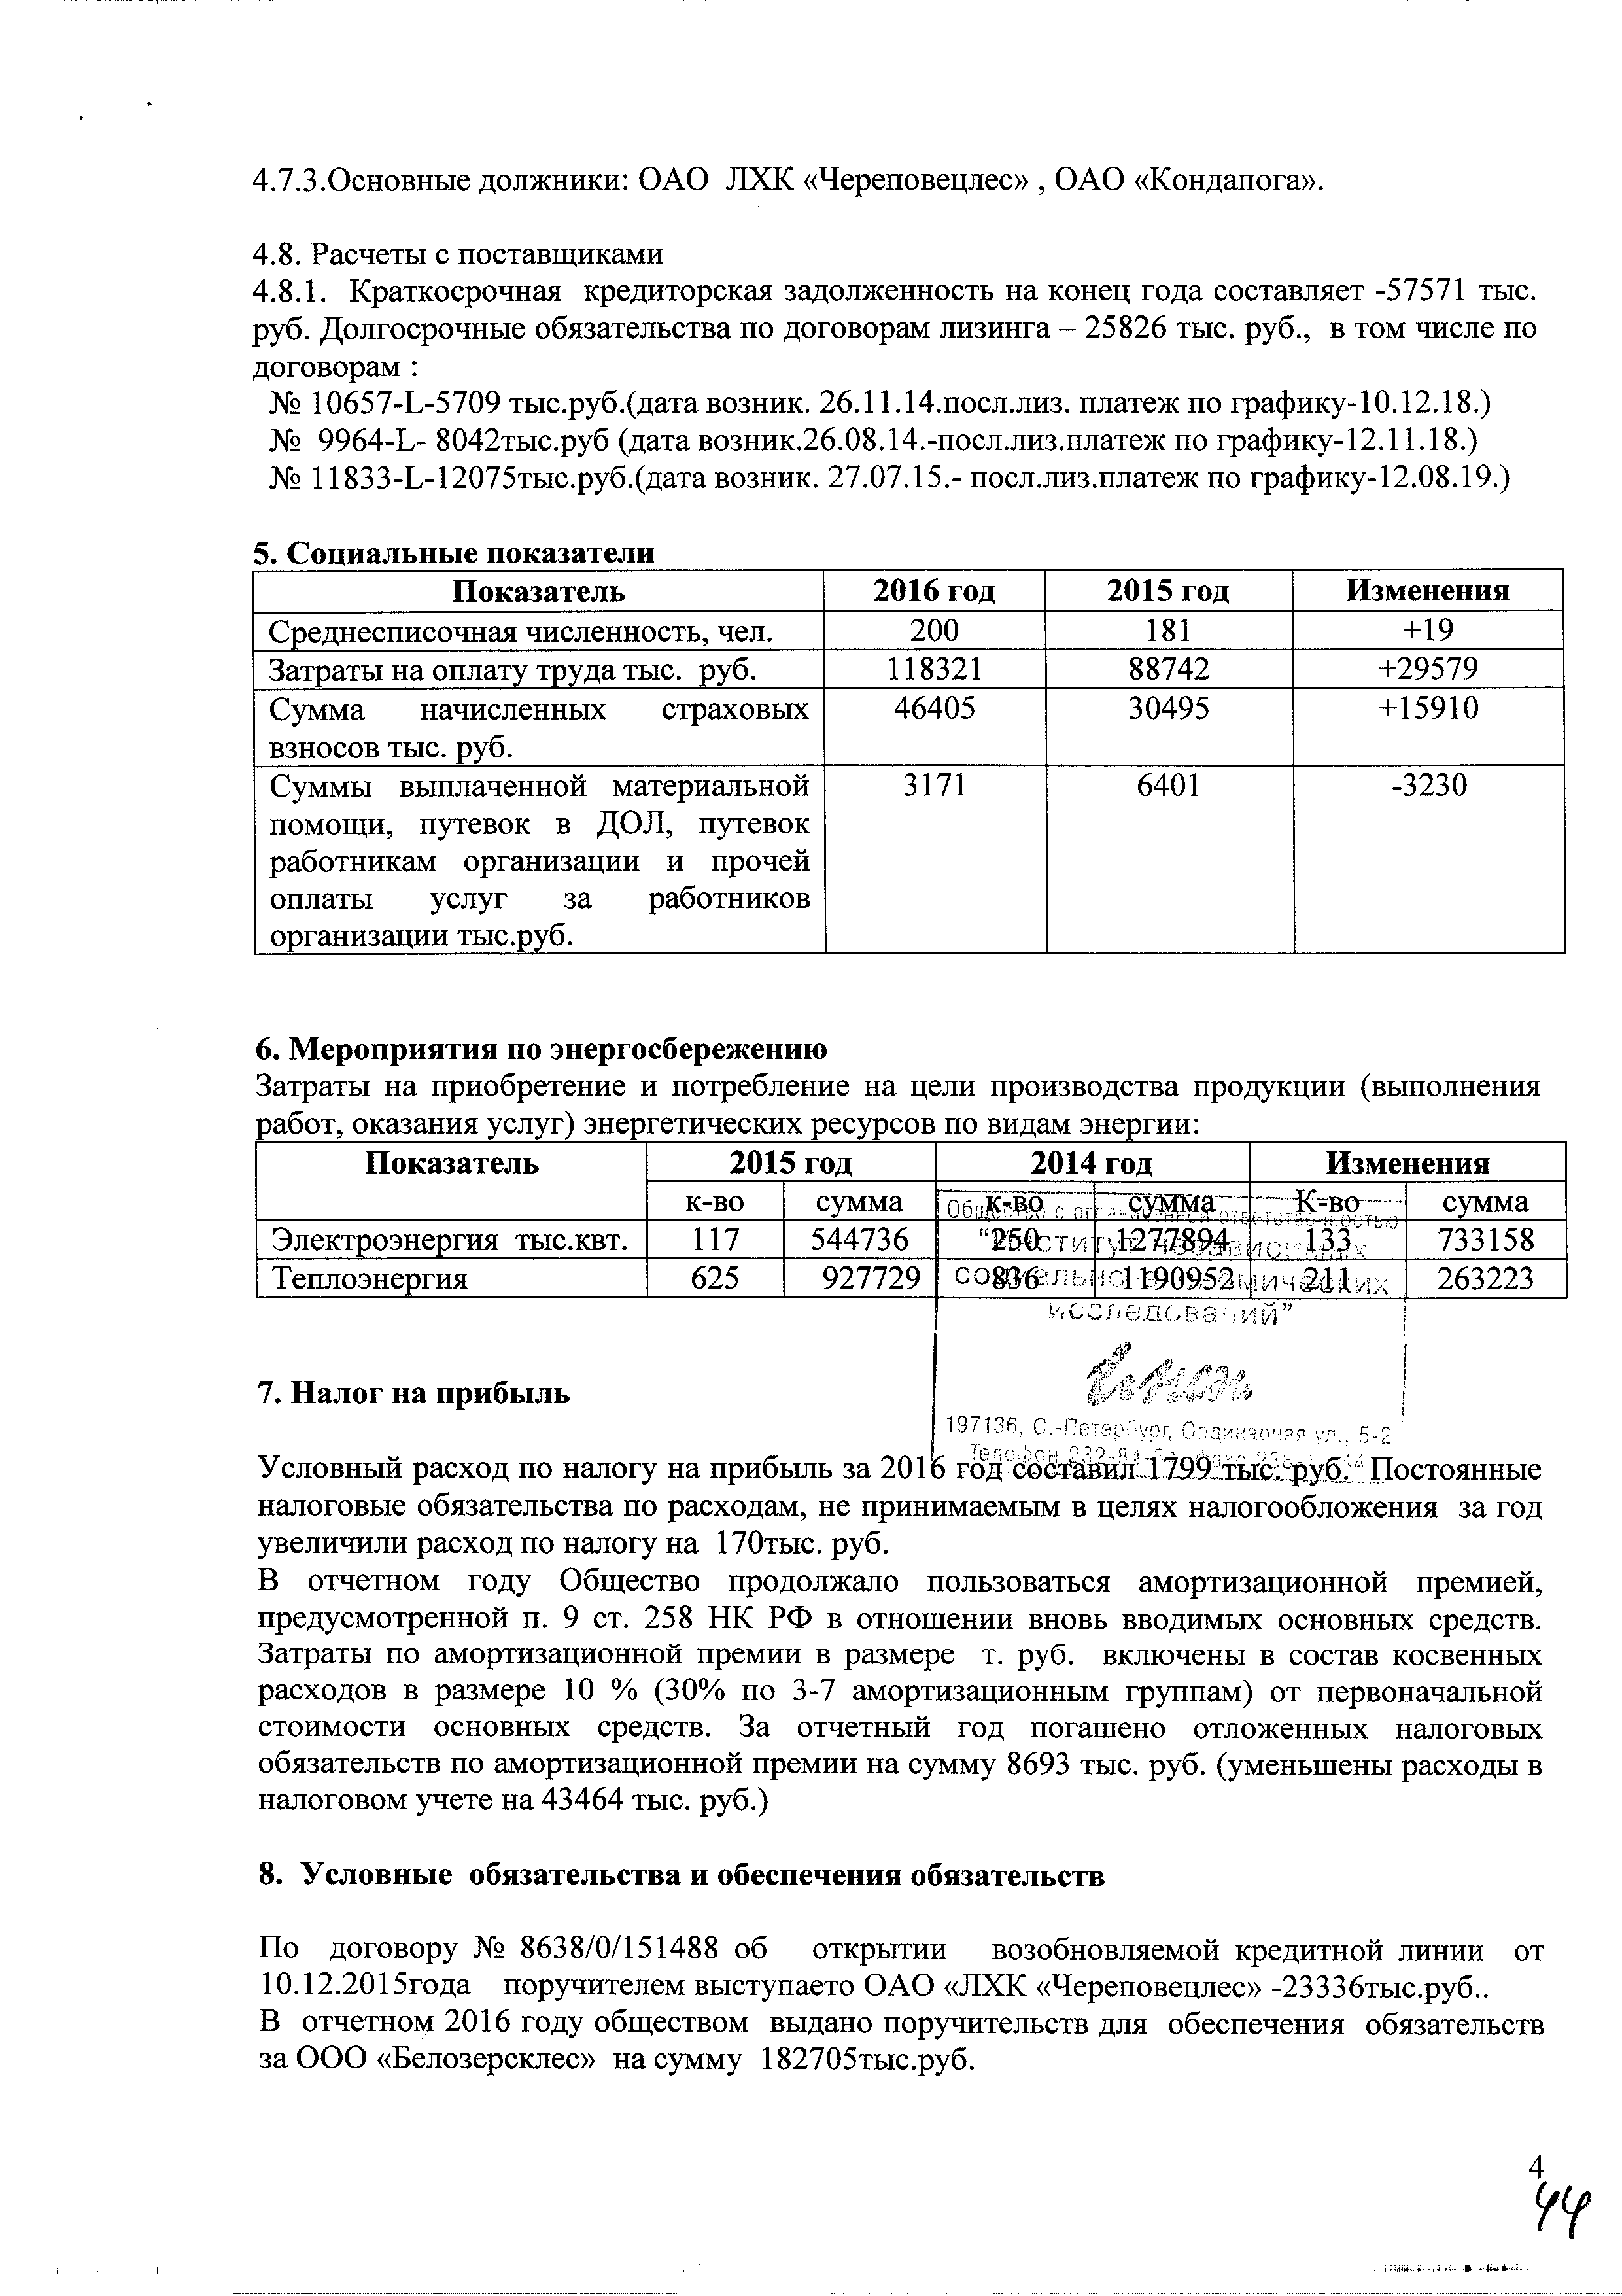 4.7.3.Основные должники: ОАО ЛХК «Череповецлес» , ОАО «Кондапога».
4.8. Расчеты с поставщиками
4.8.1. Краткосрочная кредиторская задолженность на конец года составляет -57571 тыс.
руб. Долгосрочные обязательства по договорам лизинга – 25826 тыс. руб., в том числе по
договорам :
№ 10657-L-5709 тыс.руб.(дата возник. 26.11.14.посл.лиз. платеж по графику-10.12.18.)
№ 9964-L- 8042тыс.руб (дата возник.26.08.14.-посл.лиз.платеж по графику-12.11.18.)
№ 11833-L-12075тыс.руб.(дата возник. 27.07.15.- посл.лиз.платеж по графику-12.08.19.)
5. Социальные показатели
Показатель 2016 год 2015 год Изменения
Среднесписочная численность, чел. 200 181 +19
Затраты на оплату труда тыс. руб. 118321 88742 +29579
Сумма начисленных страховых 46405 30495 +15910
взносов тыс. руб.
Суммы выплаченной материальной 3171 6401 -3230
помощи, путевок в ДОЛ, путевок
работникам организации и прочей
оплаты услуг за работников
организации тыс.руб.
6. Мероприятия по энергосбережению
Затраты на приобретение и потребление на цели производства продукции (выполнения
работ, оказания услуг) энергетических ресурсов по видам энергии:
Показатель 2015 год 2014 год Изменения
к-во сумма к-во сумма К-во сумма
Электроэнергия тыс.квт. 117 544736 250 1277894 133 733158
Теплоэнергия 625 927729 836 1190952 211 263223
Общество с ограниченной ответственностью
"Институт независимых
социально-экономических
исследований"
197136, С.-Петербург, Ординарная ул., 5-2
Телефон 232-84-
7. Налог на прибыль
Условный расход по налогу на прибыль за 2016 год составил 1799 тыс. руб. Постоянные
налоговые обязательства по расходам, не принимаемым в целях налогообложения за год
увеличили расход по налогу на 170тыс. руб.
В отчетном году Общество продолжало пользоваться амортизационной премией,
предусмотренной п. 9 ст. 258 НК РФ в отношении вновь вводимых основных средств.
Затраты по амортизационной премии в размере т. руб. включены в состав косвенных
расходов в размере 10 % (30% по 3-7 амортизационным группам) от первоначальной
стоимости основных средств. За отчетный год погашено отложенных налоговых
обязательств по амортизационной премии на сумму 8693 тыс. руб. (уменьшены расходы в
налоговом учете на 43464 тыс. руб.)
8. Условные обязательства и обеспечения обязательств
По договору № 8638/0/151488 об открытии возобновляемой кредитной линии от
10.12.2015года поручителем выступаето ОАО «ЛХК «Череповецлес» -23336тыс.руб..
В отчетном 2016 году обществом выдано поручительств для обеспечения обязательств
за ООО «Белозерсклес» на сумму 182705тыс.руб.
4
44